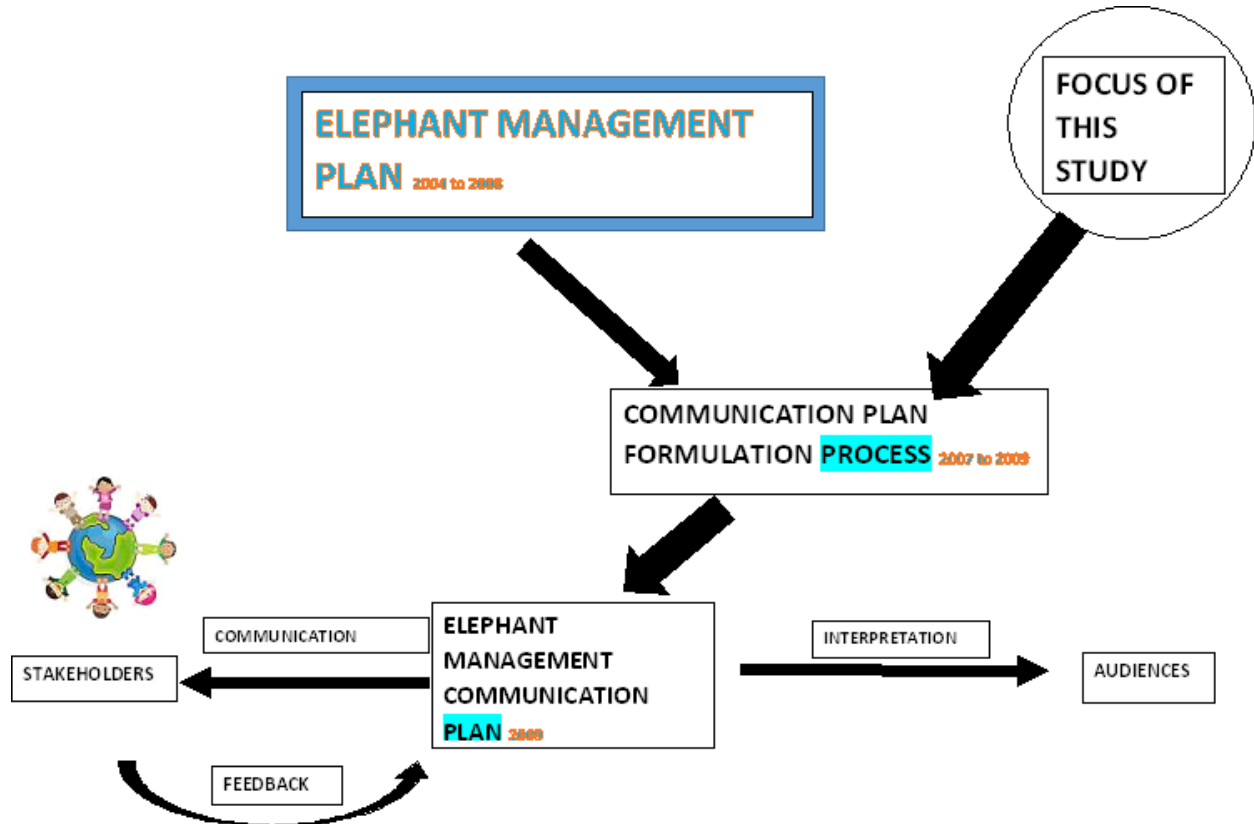 ELEPHANT MANAGEMENT
PLAN 2004 to 2008
FOCUS OF
THIS
STUDY
COMMUNICATION PLAN
FORMULATION PROCESS 2007 to 2009
COMMUNICATION
ELEPHANT
MANAGEMENT
COMMUNICATION
PLAN 2009
INTERPRETATION
STAKEHOLDERS
AUDIENCES
FEEDBACK